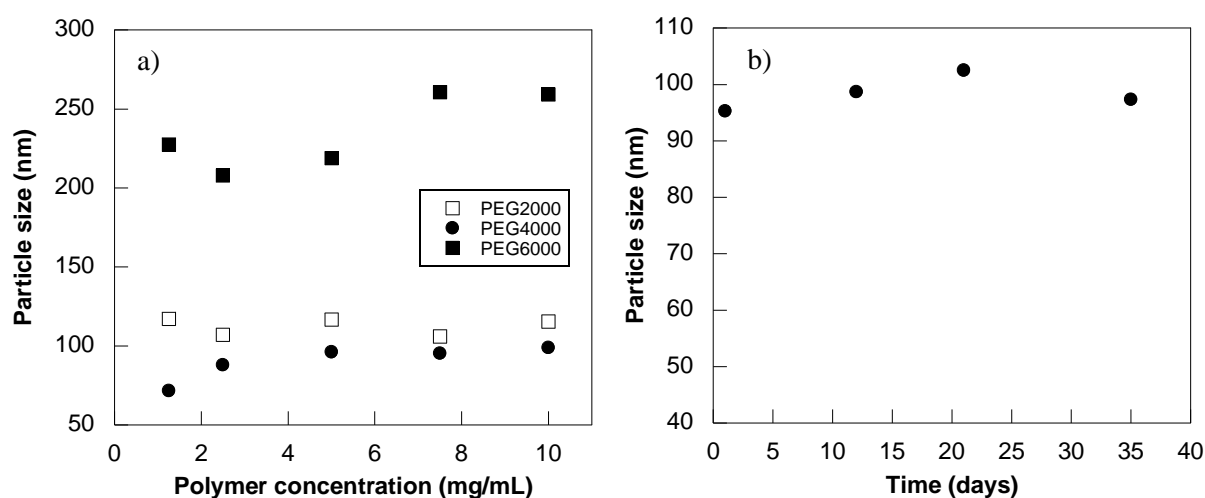 a)
300
250
200
150
100
50
Particle size (nm)
PEG2000
PEG4000
PEG6000
0 2 4 6 8 10
Polymer concentration (mg/mL)
b)
110
100
90
80
70
60
50
40
Particle size (nm)
0 5 10 15 20 25 30 35 40
Time (days)